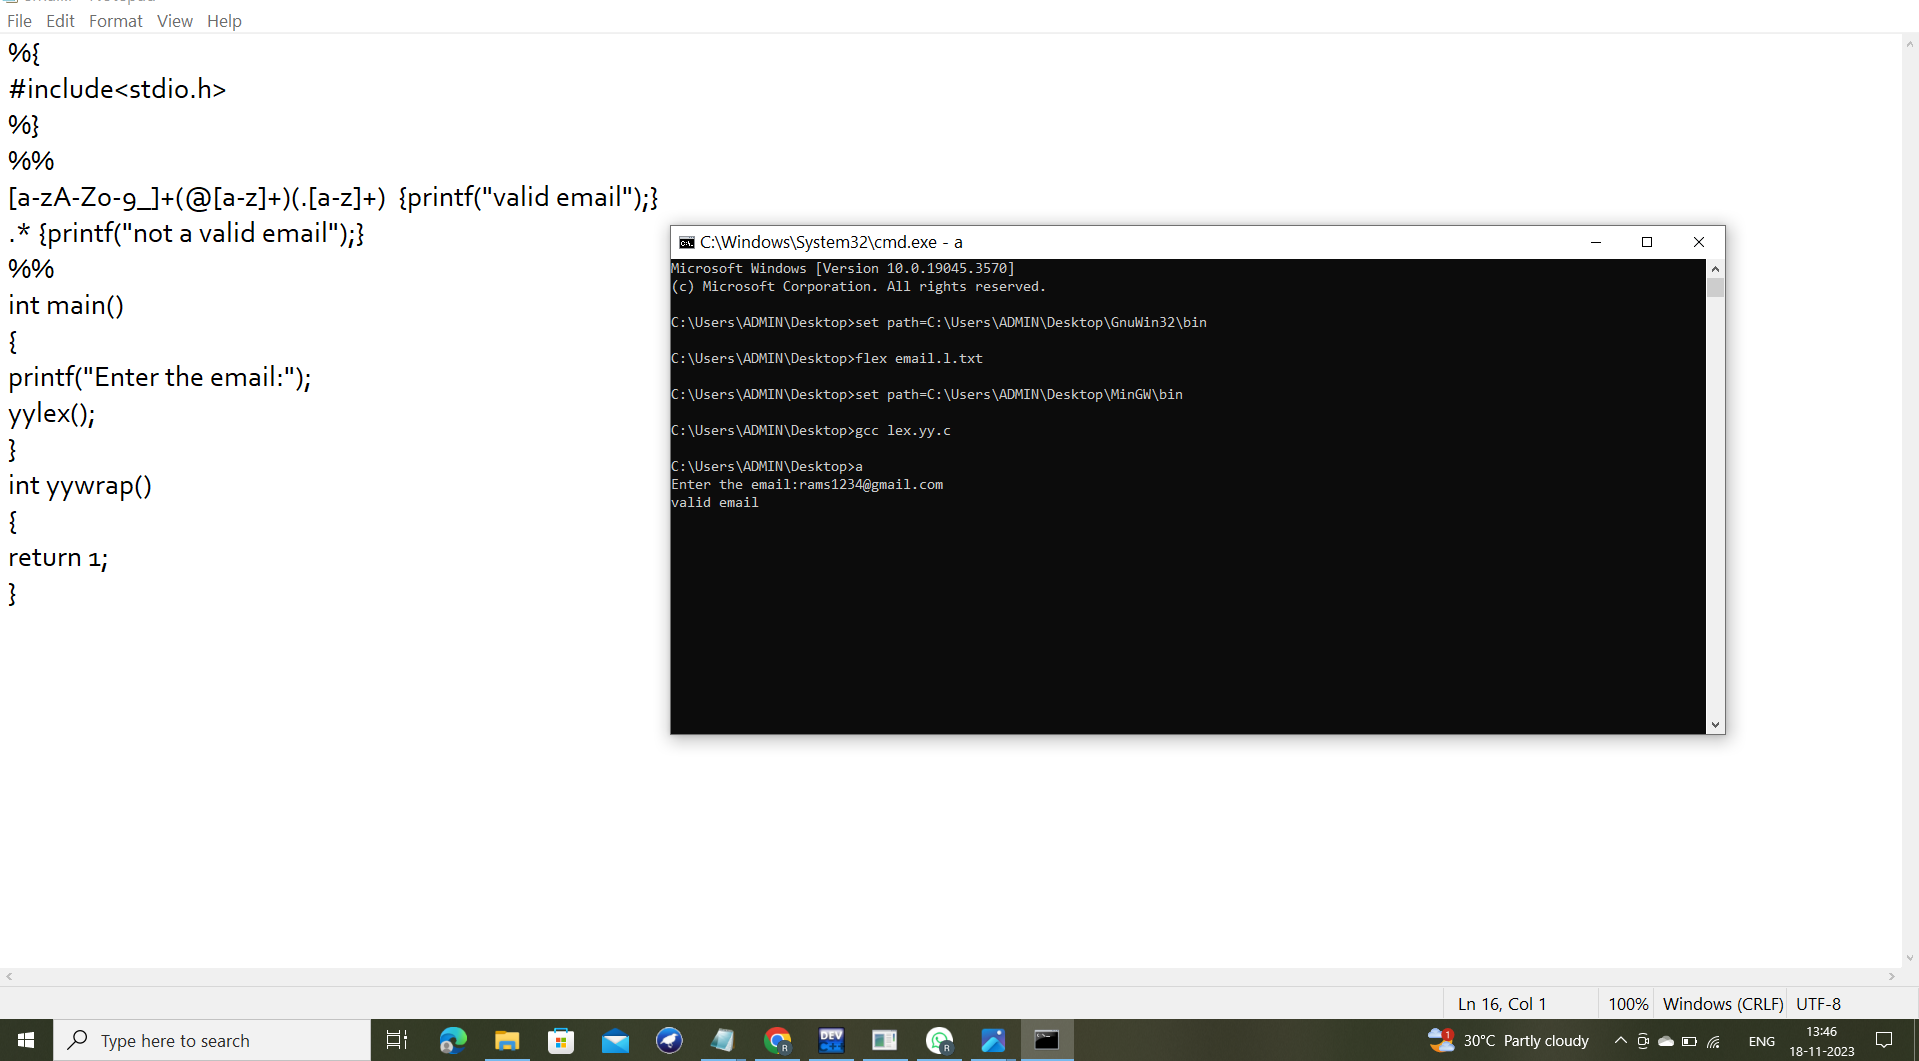 File Edit Format View Help
%{
#include<stdio.h>
%}
%%
[a-zA-Z0-9_]+(@[a-z]+)(.[a-z]+)  {printf("valid email");}
.* {printf("not a valid email");}
%%
int main()
{
printf("Enter the email:");
yylex();
}
int yywrap()
{
return 1;
}
C:\Windows\System32\cmd.exe - a
Microsoft Windows [Version 10.0.19045.3570]
(c) Microsoft Corporation. All rights reserved.
C:\Users\ADMIN\Desktop>set path=C:\Users\ADMIN\Desktop\GnuWin32\bin
C:\Users\ADMIN\Desktop>flex email.l.txt
C:\Users\ADMIN\Desktop>set path=C:\Users\ADMIN\Desktop\MinGW\bin
C:\Users\ADMIN\Desktop>gcc lex.yy.c
C:\Users\ADMIN\Desktop>a
Enter the email:rams1234@gmail.com
valid email
Ln 16, Col 1 100% Windows (CRLF) UTF-8
Type here to search
DEV
R
R
1
30°C Partly cloudy
ENG
13:46
18-11-2023